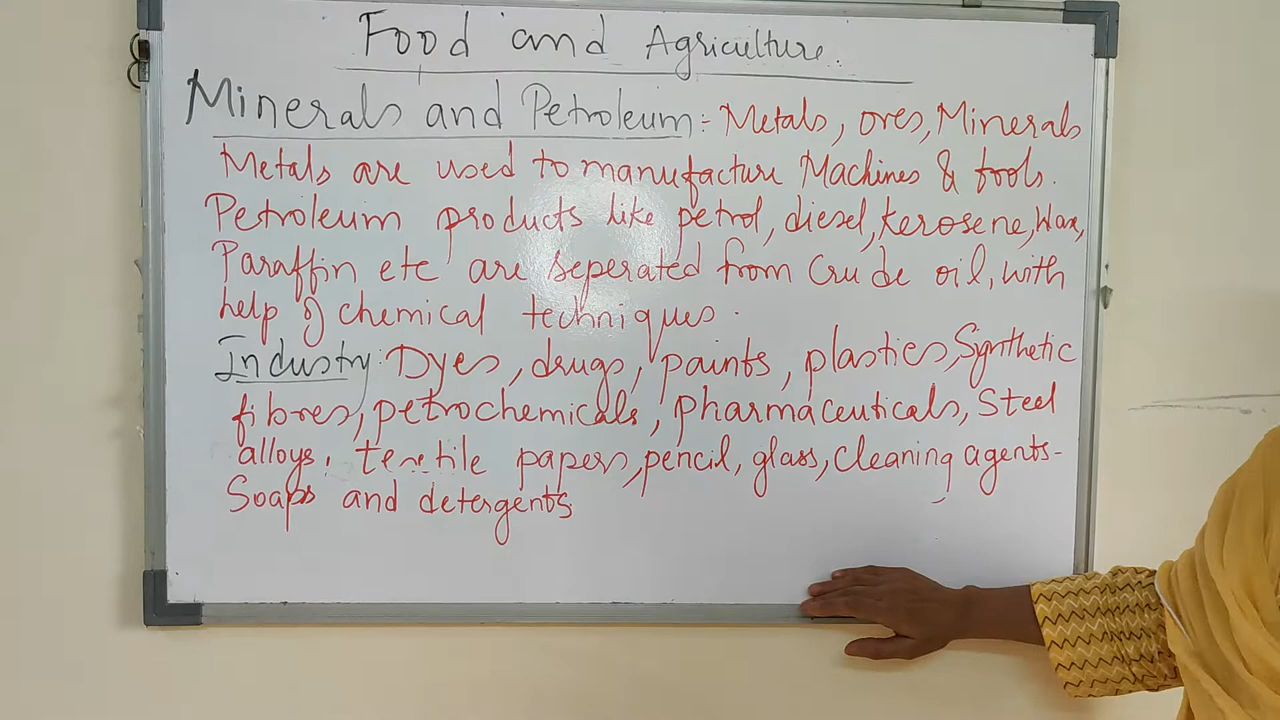 Food and Agriculture.
Minerals and Petroleum:- Metals, ores, Minerals
Metals are used to manufacture Machines & tools.
Petroleum products like petrol, diesel, kerosene, Wax,
Paraffin etc are seperated from crude oil, with
help of chemical techniques.
Industry: Dyes, drugs, paints, plastics, Synthetic
fibres, petrochemicals, pharmaceuticals, Steel
alloys, textile papers, pencil, glass, cleaning agents-
Soaps and detergents.